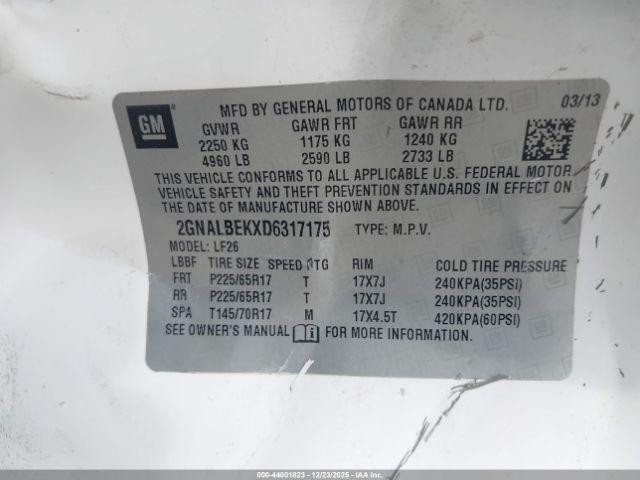 GM
MFD BY GENERAL MOTORS OF CANADA LTD. 03/13
GVWR GAWR FRT GAWR RR
2250 KG 1175 KG 1240 KG
4960 LB 2590 LB 2733 LB
THIS VEHICLE CONFORMS TO ALL APPLICABLE U.S. FEDERAL MOTOR
VEHICLE SAFETY AND THEFT PREVENTION STANDARDS IN EFFECT ON
THE DATE OF MANUFACTURE SHOWN ABOVE.
2GNALBEKXD6317175 TYPE: M.P.V.
MODEL: LF26
LBBF TIRE SIZE SPEED RTG RIM COLD TIRE PRESSURE
FRT P225/65R17 T 17X7J 240KPA(35PSI)
RR P225/65R17 T 17X7J 240KPA(35PSI)
SPA T145/70R17 M 17X4.5T 420KPA(60PSI)
SEE OWNER'S MANUAL FOR MORE INFORMATION.
000-44001823 - 12/23/2025 - IAAI.com